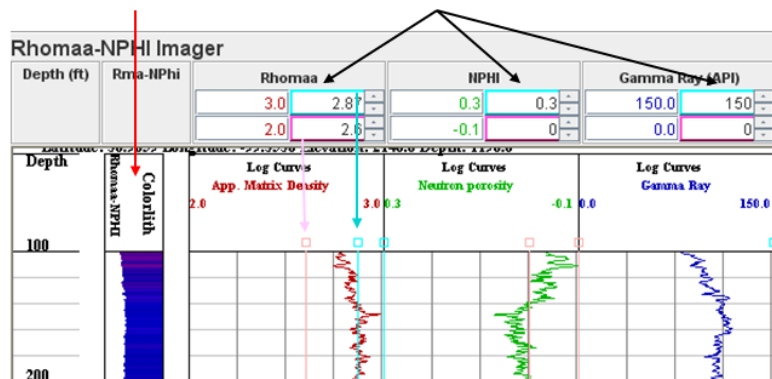 Rhomaa-NPHI Imager
Depth (ft) Rma-NPhi Rhomaa NPHI Gamma Ray (API)
3.0 2.87 0.3 0.3 150.0 150
2.0 2.6 -0.1 0 0.0 0
Depth
Rhomaa-NPHI
Colorlith
Log Curves Log Curves Log Curves
App. Matrix Density Neutron porosity Gamma Ray
2.0 3.0 0.3 -0.1 0.0 150.0
100
200